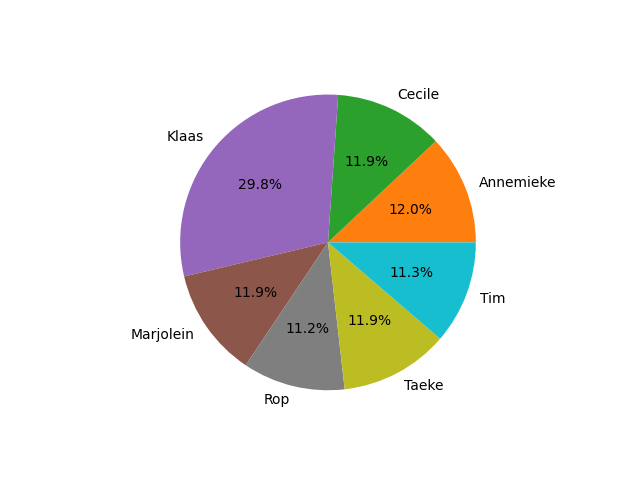 Cecile
Klaas
11.9%
29.8%
Annemieke
12.0%
11.3%
11.9%
Tim
Marjolein
11.2%
11.9%
Taeke
Rop